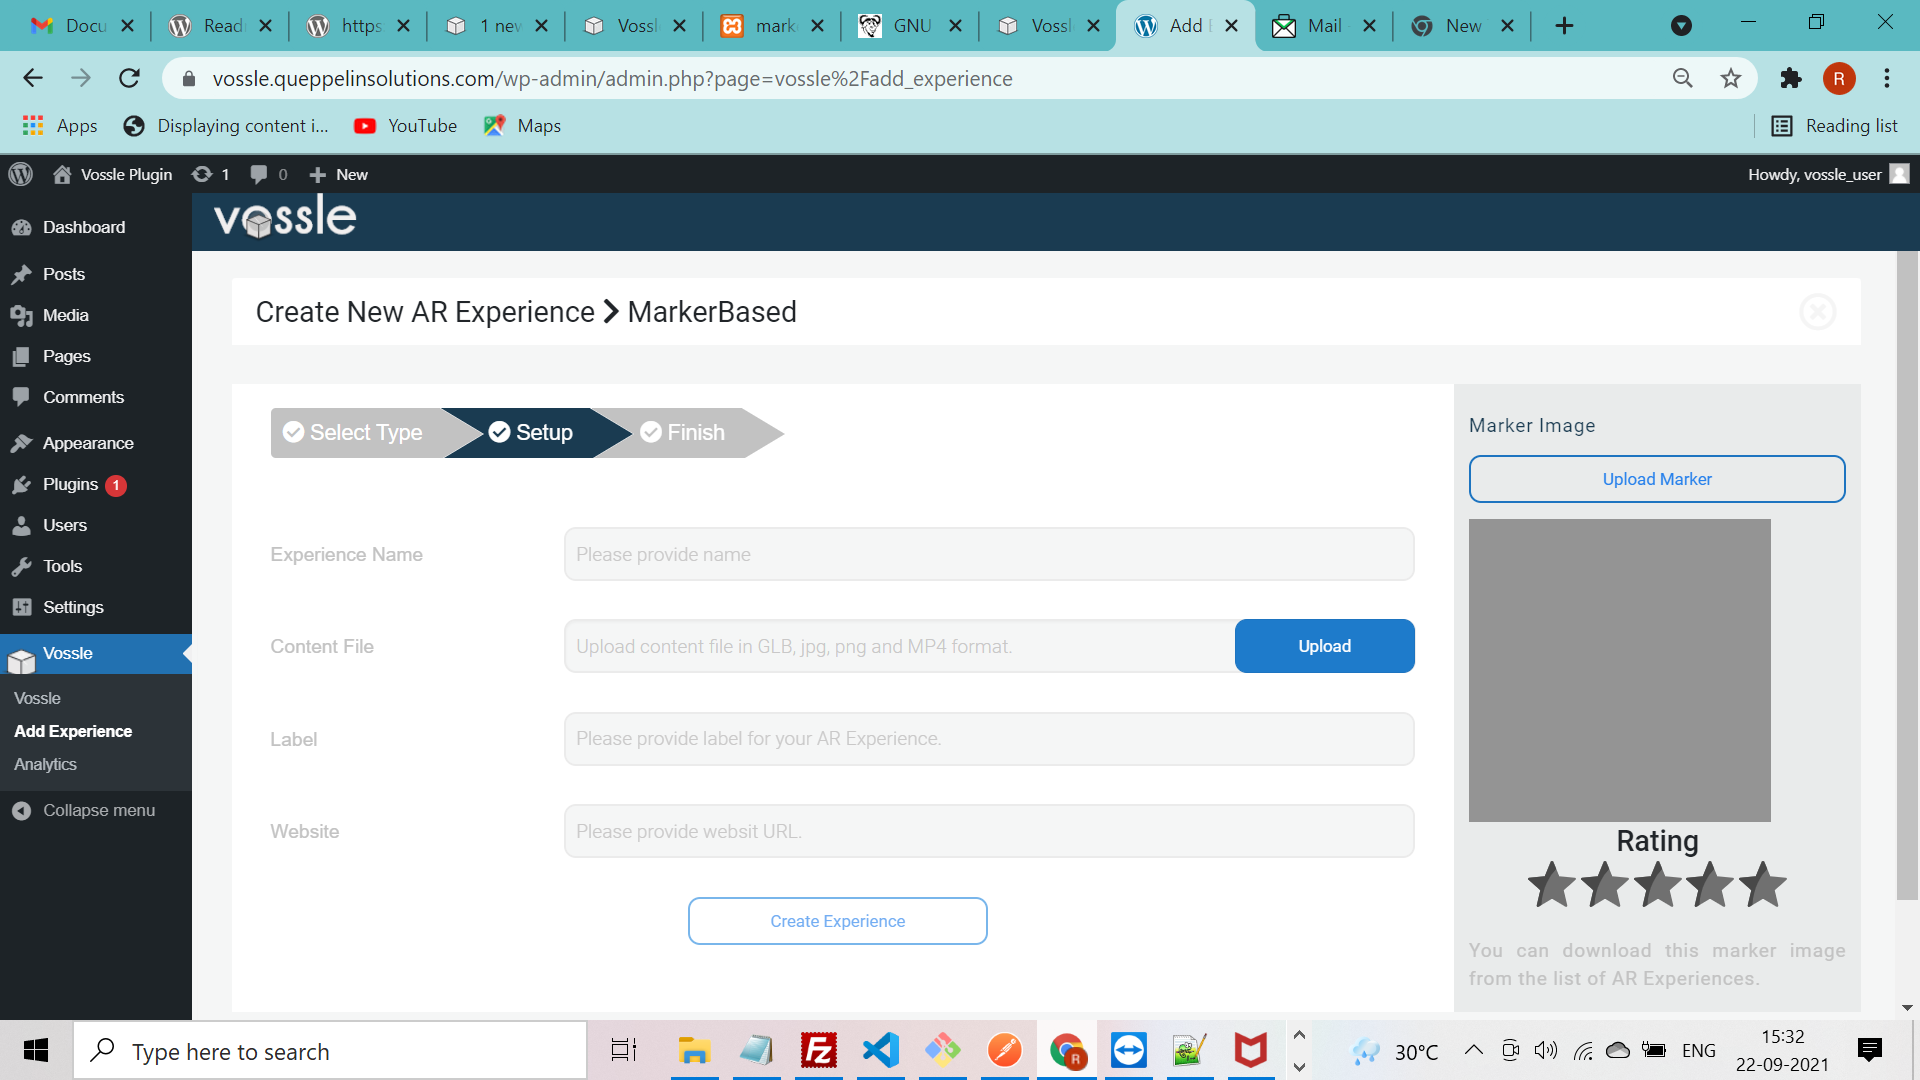 Docu
Readi
https
1 new
Vossle
mark
GNU
Vossle
Add E
Mail -
New
vossle.queppelinsolutions.com/wp-admin/admin.php?page=vossle%2Fadd_experience
R
Apps
Displaying content i...
YouTube
Maps
Reading list
Vossle Plugin
1
0
New
Howdy, vossle_user
vossle
Dashboard
Posts
Media
Pages
Comments
Appearance
Plugins 1
Users
Tools
Settings
Vossle
Vossle
Add Experience
Analytics
Collapse menu
Create New AR Experience > MarkerBased
Select Type
Setup
Finish
Experience Name
Please provide name
Content File
Upload content file in GLB, jpg, png and MP4 format.
Upload
Label
Please provide label for your AR Experience.
Website
Please provide websit URL.
Create Experience
Marker Image
Upload Marker
Rating
You can download this marker image
from the list of AR Experiences.
Type here to search
Fz
R
30°C
ENG
15:32
22-09-2021